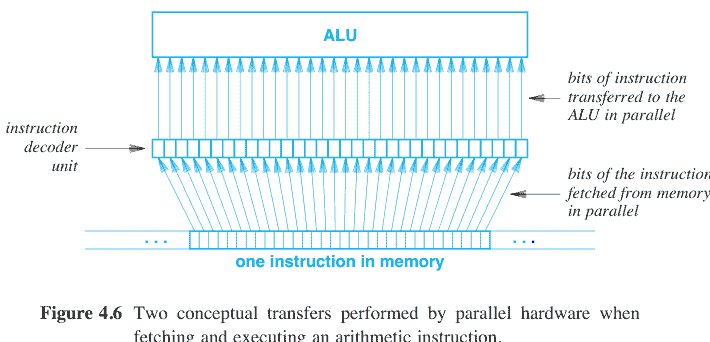 ALU
bits of instruction
transferred to the
ALU in parallel
instruction
decoder
unit
bits of the instruction
fetched from memory
in parallel
... ...
one instruction in memory
Figure 4.6 Two conceptual transfers performed by parallel hardware when
fetching and executing an arithmetic instruction.